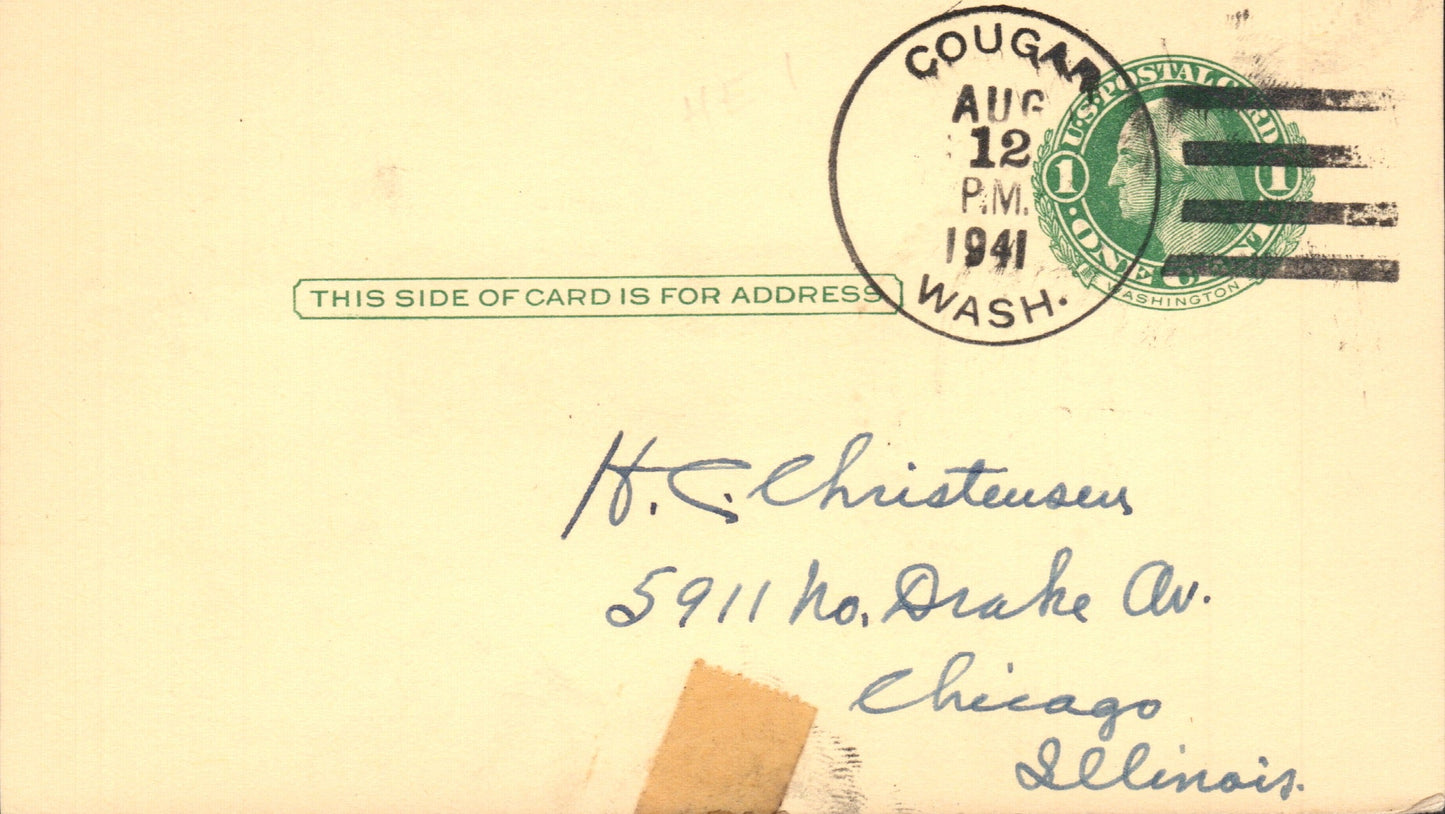 COUGAR
AUG
12
P.M.
1941
WASH.
U.S. POSTAL CARD
1 1
ONE CENT
WASHINGTON
THIS SIDE OF CARD IS FOR ADDRESS
H. C. Christensen
5911 No. Drake Av.
Chicago
Illinois.